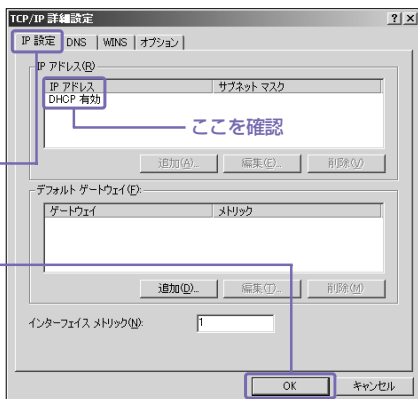 TCP/IP 詳細設定
IP 設定 DNS WINS オプション
IP アドレス(R)
IP アドレス サブネット マスク
DHCP 有効
ここを確認
追加(A)... 編集(E)... 削除(V)
デフォルト ゲートウェイ(F):
ゲートウェイ メトリック
追加(D)... 編集(T)... 削除(M)
インターフェイス メトリック(N): 1
OK キャンセル